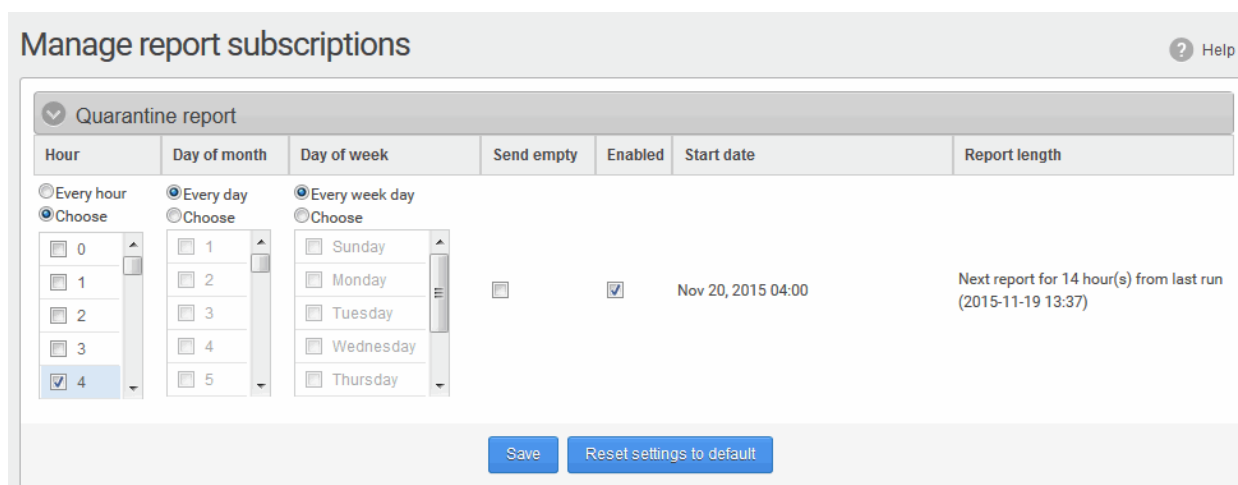 Manage report subscriptions
? Help
Quarantine report
Hour Day of month Day of week Send empty Enabled Start date Report length
Every hour Every day Every week day
Choose Choose Choose
0 1 Sunday
1 2 Monday
2 3 Tuesday
3 4 Wednesday
4 5 Thursday
Nov 20, 2015 04:00
Next report for 14 hour(s) from last run
(2015-11-19 13:37)
Save Reset settings to default